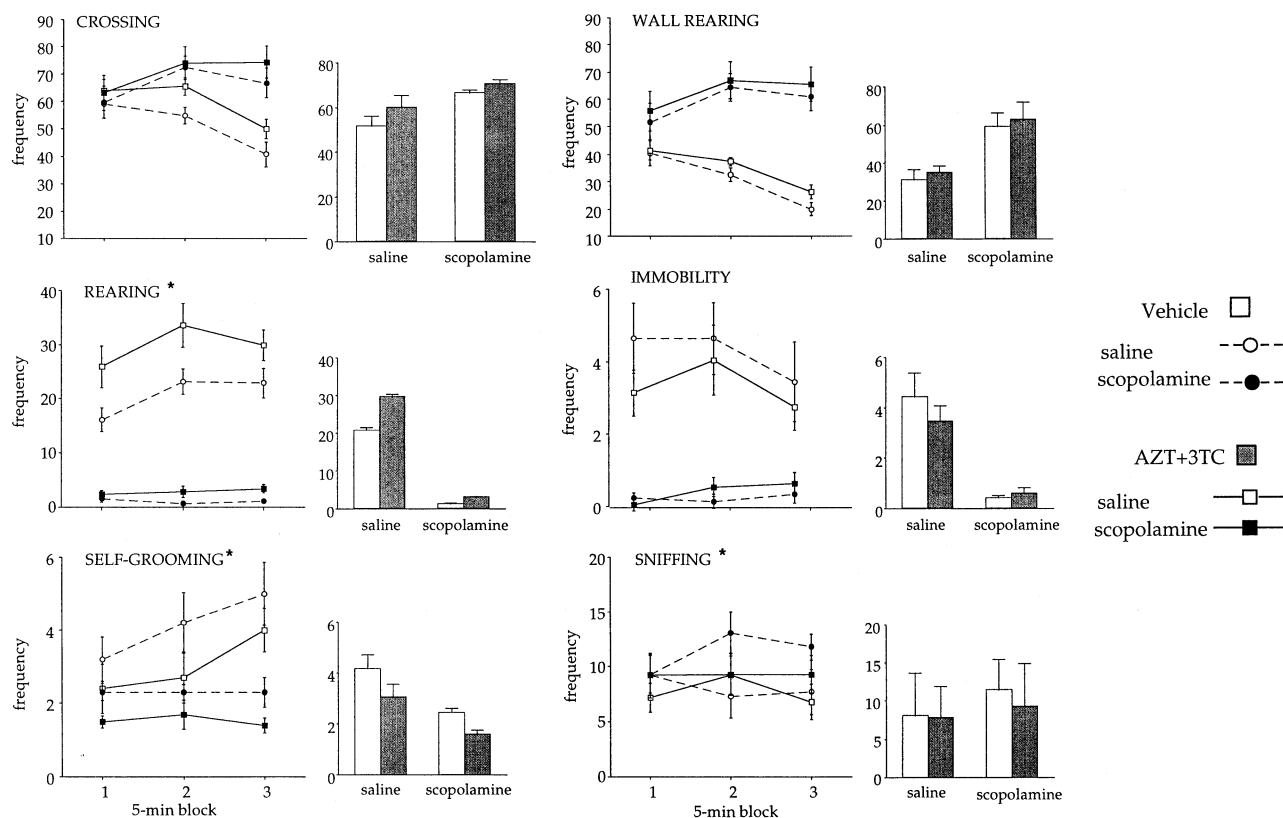 CROSSING
90
80
70
60
50
40
30
20
10
frequency
80
60
40
20
0
saline
scopolamine
WALL REARING
90
80
70
60
50
40
30
20
10
frequency
80
60
40
20
0
saline
scopolamine
REARING *
40
30
20
10
0
frequency
40
30
20
10
0
saline
scopolamine
IMMOBILITY
6
4
2
0
frequency
6
4
2
0
saline
scopolamine
Vehicle
saline
scopolamine
AZT+3TC
saline
scopolamine
SELF-GROOMING *
6
4
2
0
frequency
1 2 3
5-min block
6
4
2
0
saline
scopolamine
SNIFFING *
20
15
10
5
0
frequency
1 2 3
5-min block
20
15
10
5
0
saline
scopolamine